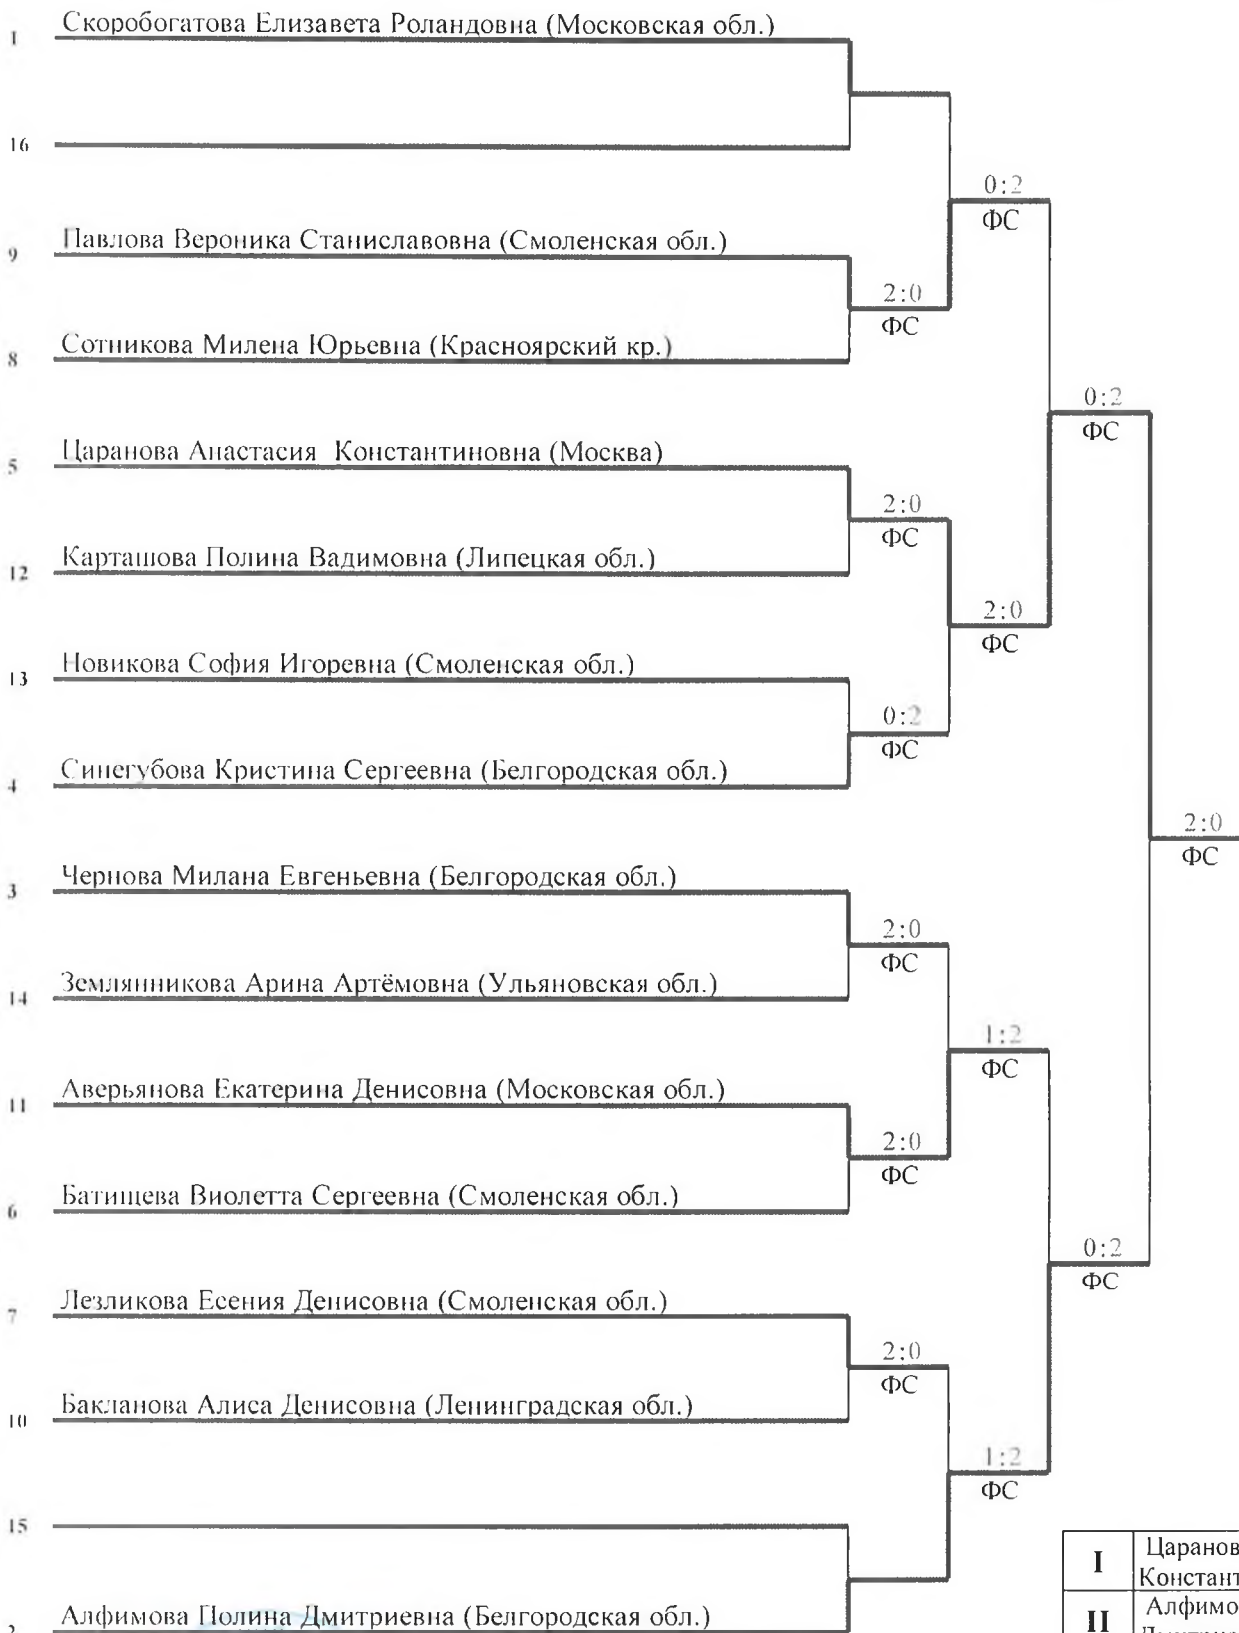 1 Скоробогатова Елизавета Роландовна (Московская обл.)
16
0:2
ФС
9 Павлова Вероника Станиславовна (Смоленская обл.)
2:0
ФС
8 Сотникова Милена Юрьевна (Красноярский кр.)
0:2
ФС
5 Царанова Анастасия Константиновна (Москва)
2:0
ФС
12 Карташова Полина Вадимовна (Липецкая обл.)
2:0
ФС
13 Новикова София Игоревна (Смоленская обл.)
0:2
ФС
4 Синегубова Кристина Сергеевна (Белгородская обл.)
2:0
ФС
3 Чернова Милана Евгеньевна (Белгородская обл.)
2:0
ФС
14 Землянникова Арина Артёмовна (Ульяновская обл.)
1:2
ФС
11 Аверьянова Екатерина Денисовна (Московская обл.)
2:0
ФС
6 Батищева Виолетта Сергеевна (Смоленская обл.)
0:2
ФС
7 Лезликова Есения Денисовна (Смоленская обл.)
2:0
ФС
10 Бакланова Алиса Денисовна (Ленинградская обл.)
1:2
ФС
15
I Царанов
Констант
2 Алфимова Полина Дмитриевна (Белгородская обл.)
II Алфимо